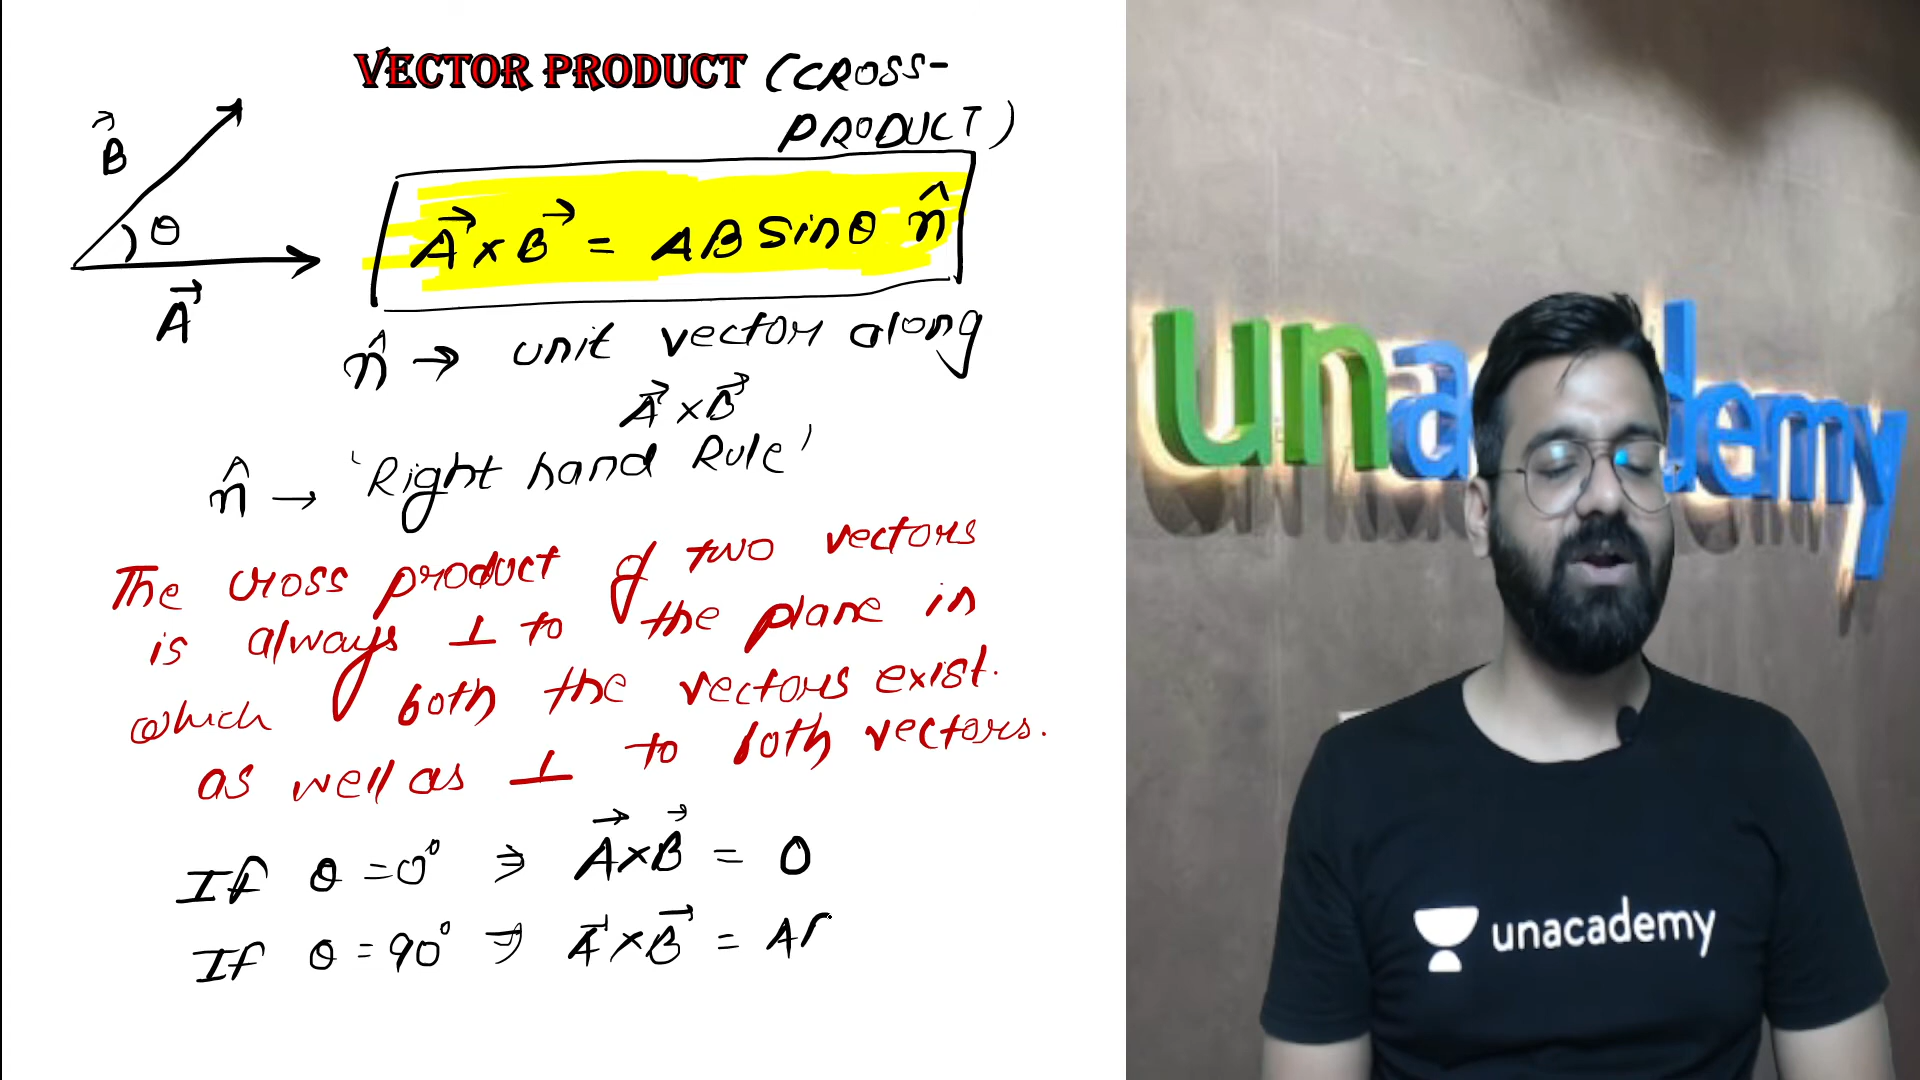 VECTOR PRODUCT (CROSS-
PRODUCT)
B⃗
θ
A⃗
A⃗ × B⃗ = AB sinθ n̂
n̂ → unit vector along
A⃗ × B⃗
n̂ → 'Right hand Rule'
The cross product of two vectors
is always ⊥ to the plane in
which both the vectors exist.
as well as ⊥ to both vectors.
If θ = 0° ⇒ A⃗ × B⃗ = 0
If θ = 90° ⇒ A⃗ × B⃗ = A
unacademy
unacademy